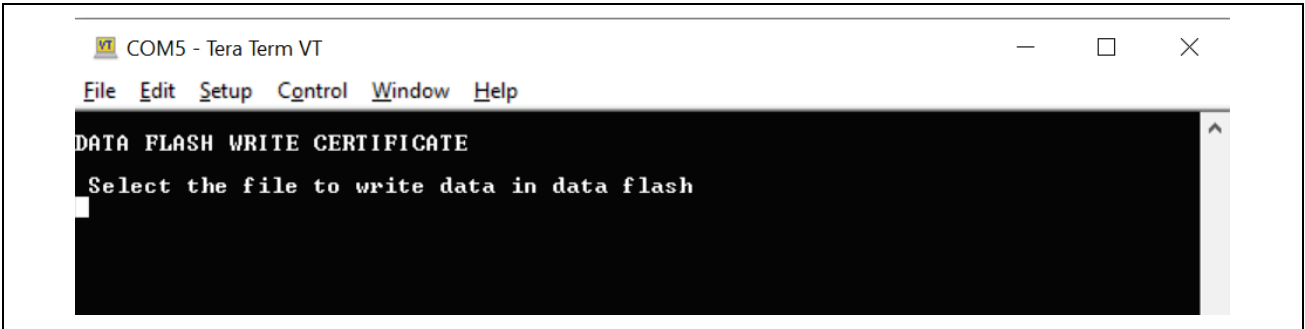 COM5 - Tera Term VT
File Edit Setup Control Window Help
DATA FLASH WRITE CERTIFICATE
Select the file to write data in data flash